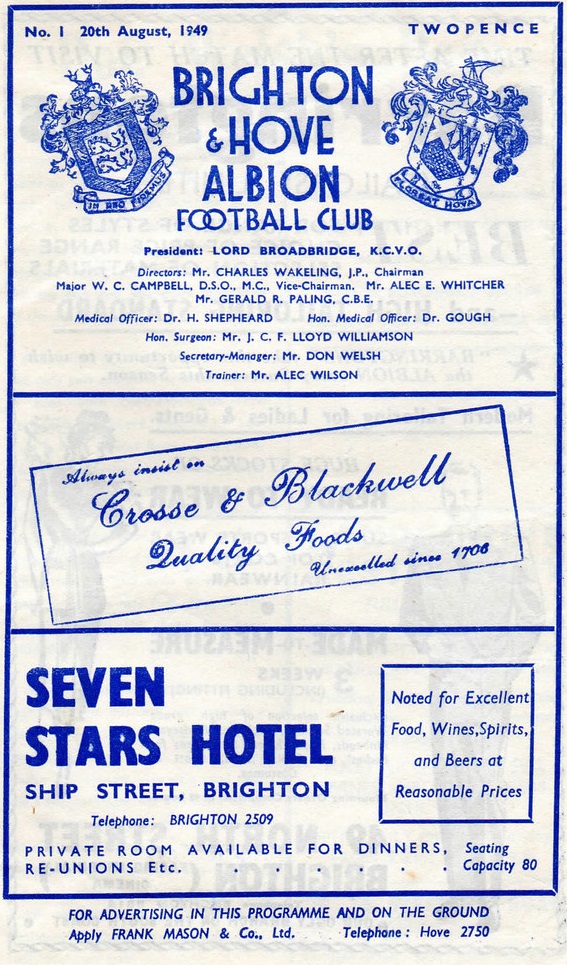 No. 1 20th August, 1949
TWOPENCE
BRIGHTON
& HOVE
ALBION
FOOTBALL CLUB
IN DEO FIDEMUS
FLOREAT HOVA
President: LORD BROADBRIDGE, K.C.V.O.
Directors: Mr. CHARLES WAKELING, J.P., Chairman
Major W. C. CAMPBELL, D.S.O., M.C., Vice-Chairman. Mr. ALEC E. WHITCHER
Mr. GERALD R. PALING, C.B.E.
Medical Officer: Dr. H. SHEPHEARD Hon. Medical Officer: Dr. GOUGH
Hon. Surgeon: Mr. J. C. F. LLOYD WILLIAMSON
Secretary-Manager: Mr. DON WELSH
Trainer: Mr. ALEC WILSON
Always insist on
Crosse & Blackwell
Quality Foods
Unexcelled since 1706
SEVEN
STARS HOTEL
SHIP STREET, BRIGHTON
Telephone: BRIGHTON 2509
Noted for Excellent
Food, Wines, Spirits,
and Beers at
Reasonable Prices
PRIVATE ROOM AVAILABLE FOR DINNERS, Seating
RE-UNIONS Etc. . . . . . . Capacity 80
FOR ADVERTISING IN THIS PROGRAMME AND ON THE GROUND
Apply FRANK MASON & Co., Ltd. Telephone: Hove 2750